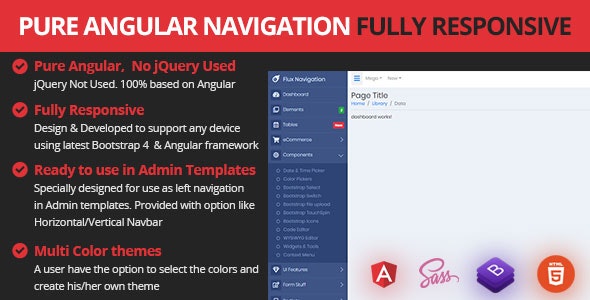 PURE ANGULAR NAVIGATION FULLY RESPONSIVE
Pure Angular, No jQuery Used
jQuery Not Used. 100% based on Angular
Fully Responsive
Design & Developed to support any device
using latest Bootstrap 4 & Angular framework
Ready to use in Admin Templates
Specially designed for use as left navigation
in Admin templates. Provided with option like
Horizontal/Vertical Navbar
Multi Color themes
A user have the option to select the colors and
create his/her own theme
Flux Navigation
Dashboard
Elements
Tables
New
eCommerce
Components
Data & Time Picker
Color Pickers
Bootstrap Select
Bootstrap Switch
Bootstrap file upload
Bootstrap TouchSpin
Bootstrap Icons
Code Editor
WYSIWYG Editor
Widgets & Tools
Context Menu
UI Features
Form Stuff
Mega
New
Page Title
Home / Library / Data
dashboard works!
A
Sass
B
HTML
5